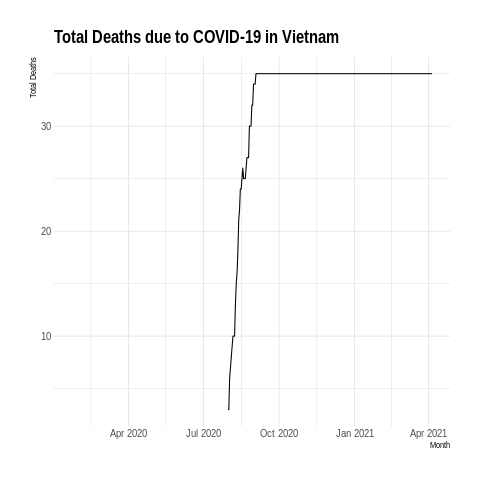 Total Deaths due to COVID-19 in Vietnam
Total Deaths
30
20
10
Apr 2020 Jul 2020 Oct 2020 Jan 2021 Apr 2021
Month